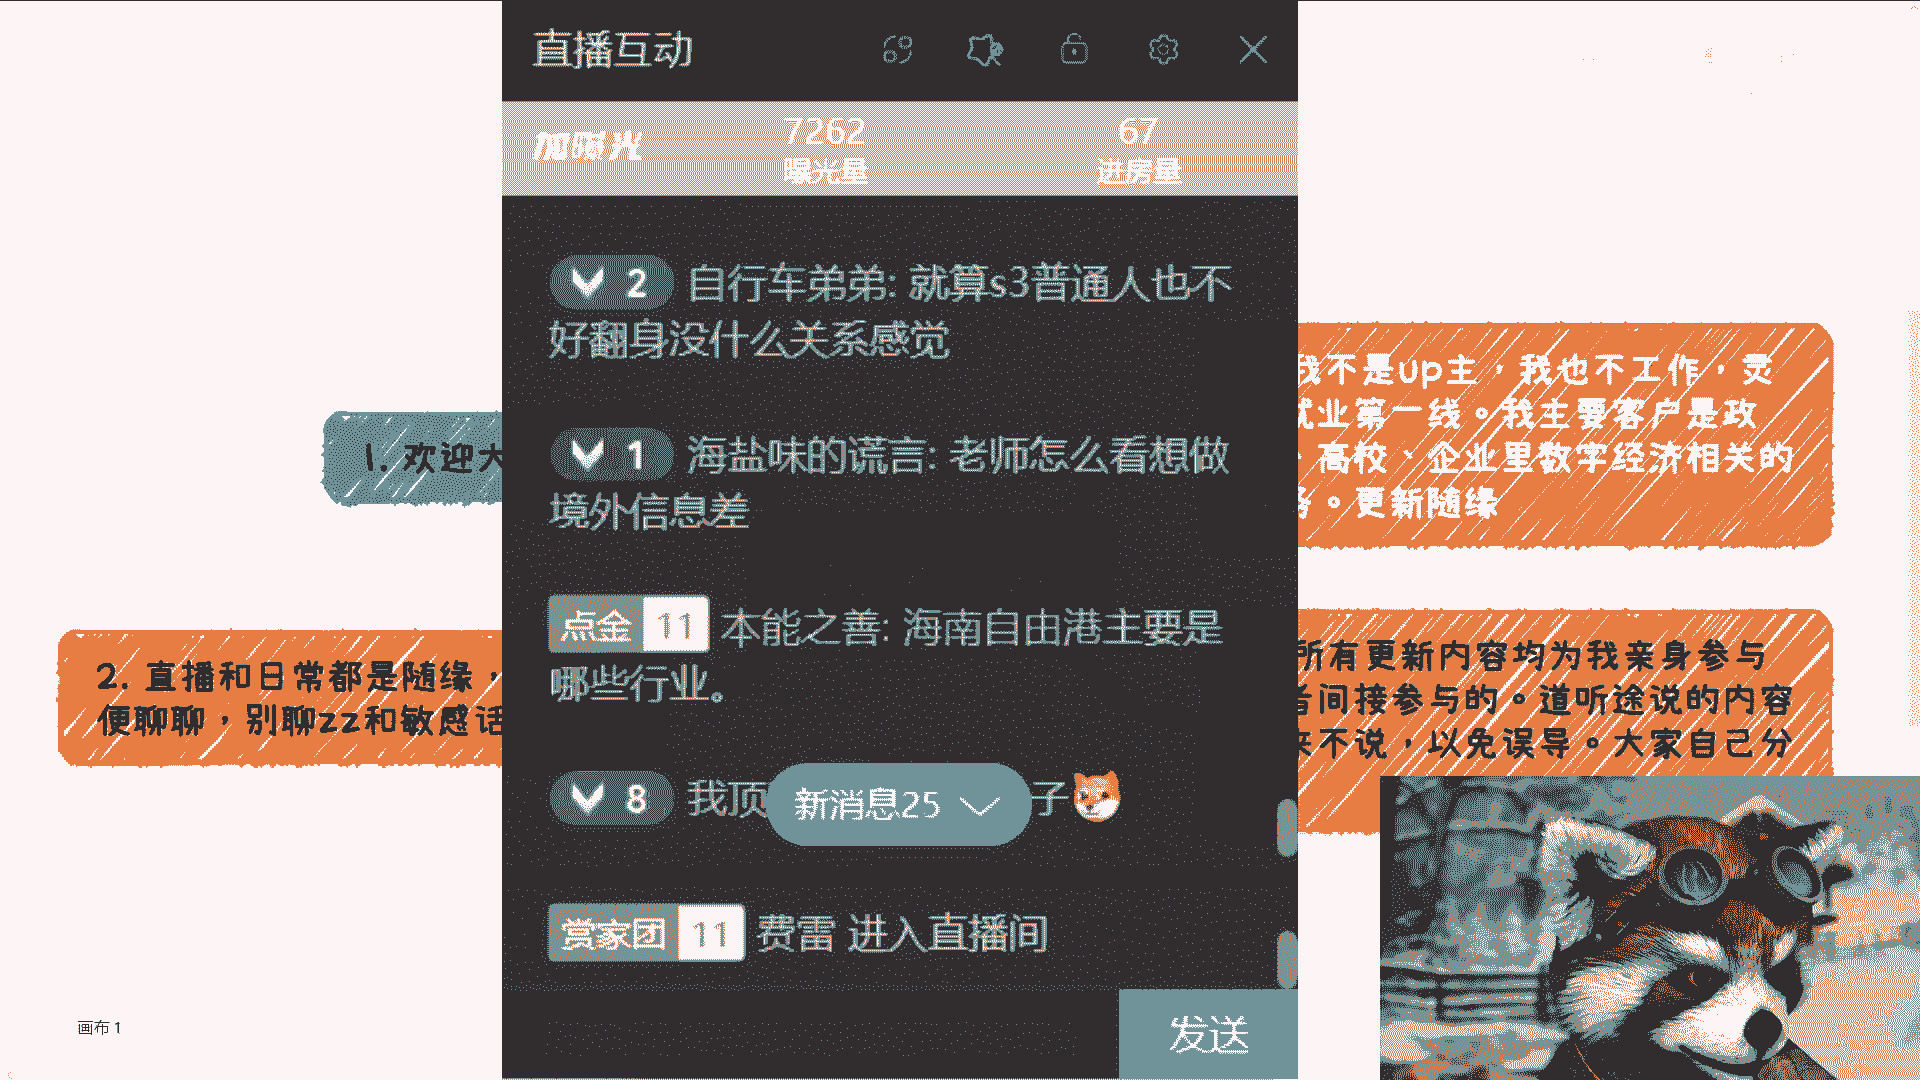 直播互动
加曝光
7262
曝光量
67
进房量
2 自行车弟弟: 就算s3普通人也不
好翻身没什么关系感觉
1 海盐味的谎言: 老师怎么看想做
境外信息差
点金 11 本能之善: 海南自由港主要是
哪些行业。
8 我顶
子
新消息25
赏家团 11 费雷 进入直播间
发送
1. 欢迎大
2. 直播和日常都是随缘，
便聊聊，别聊zz和敏感话
我不是up主，我也不工作，灵
就业第一线。我主要客户是政
、高校、企业里数字经济相关的
务。更新随缘
所有更新内容均为我亲身参与
者间接参与的。道听途说的内容
来不说，以免误导。大家自己分
画布 1